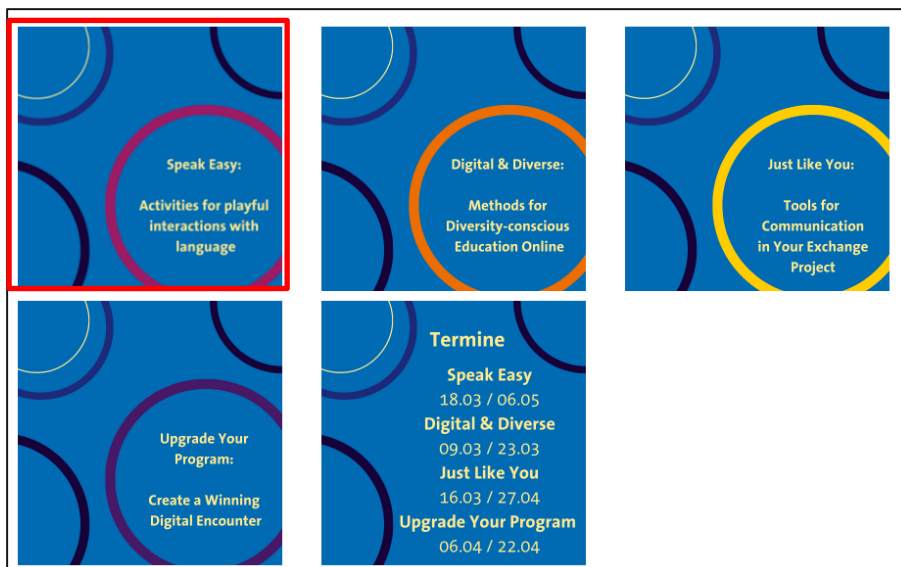 Speak Easy:
Activities for playful
interactions with
language
Digital & Diverse:
Methods for
Diversity-conscious
Education Online
Just Like You:
Tools for
Communication
in Your Exchange
Project
Upgrade Your
Program:
Create a Winning
Digital Encounter
Termine
Speak Easy
18.03 / 06.05
Digital & Diverse
09.03 / 23.03
Just Like You
16.03 / 27.04
Upgrade Your Program
06.04 / 22.04